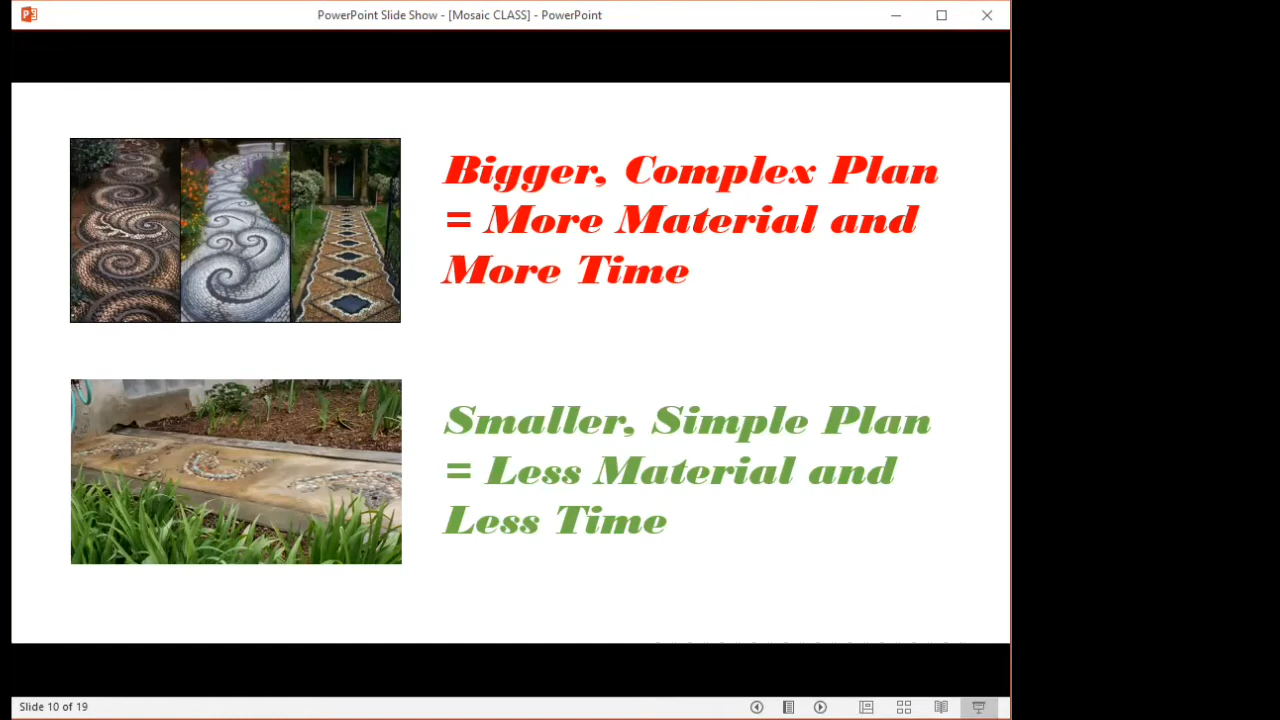 PowerPoint Slide Show - [Mosaic CLASS] - PowerPoint
Bigger, Complex Plan
= More Material and
More Time
Smaller, Simple Plan
= Less Material and
Less Time
Slide 10 of 19